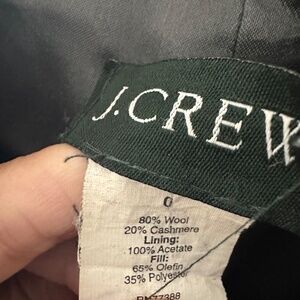 J.CREW
0
80% Wool
20% Cashmere
Lining:
100% Acetate
Fill:
65% Olefin
35% Polyester